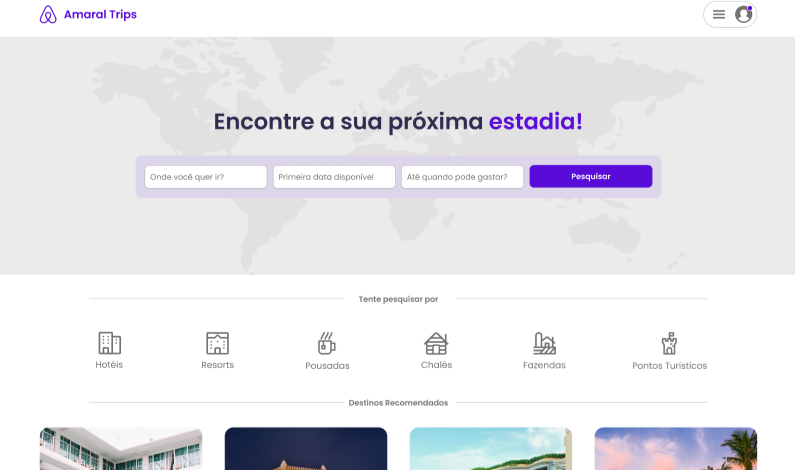 Amaral Trips
Encontre a sua próxima estadia!
Onde você quer ir?
Primeira data disponível
Até quando pode gastar?
Pesquisar
Tente pesquisar por
Hotéis
Resorts
Pousadas
Chalés
Fazendas
Pontos Turísticos
Destinos Recomendados